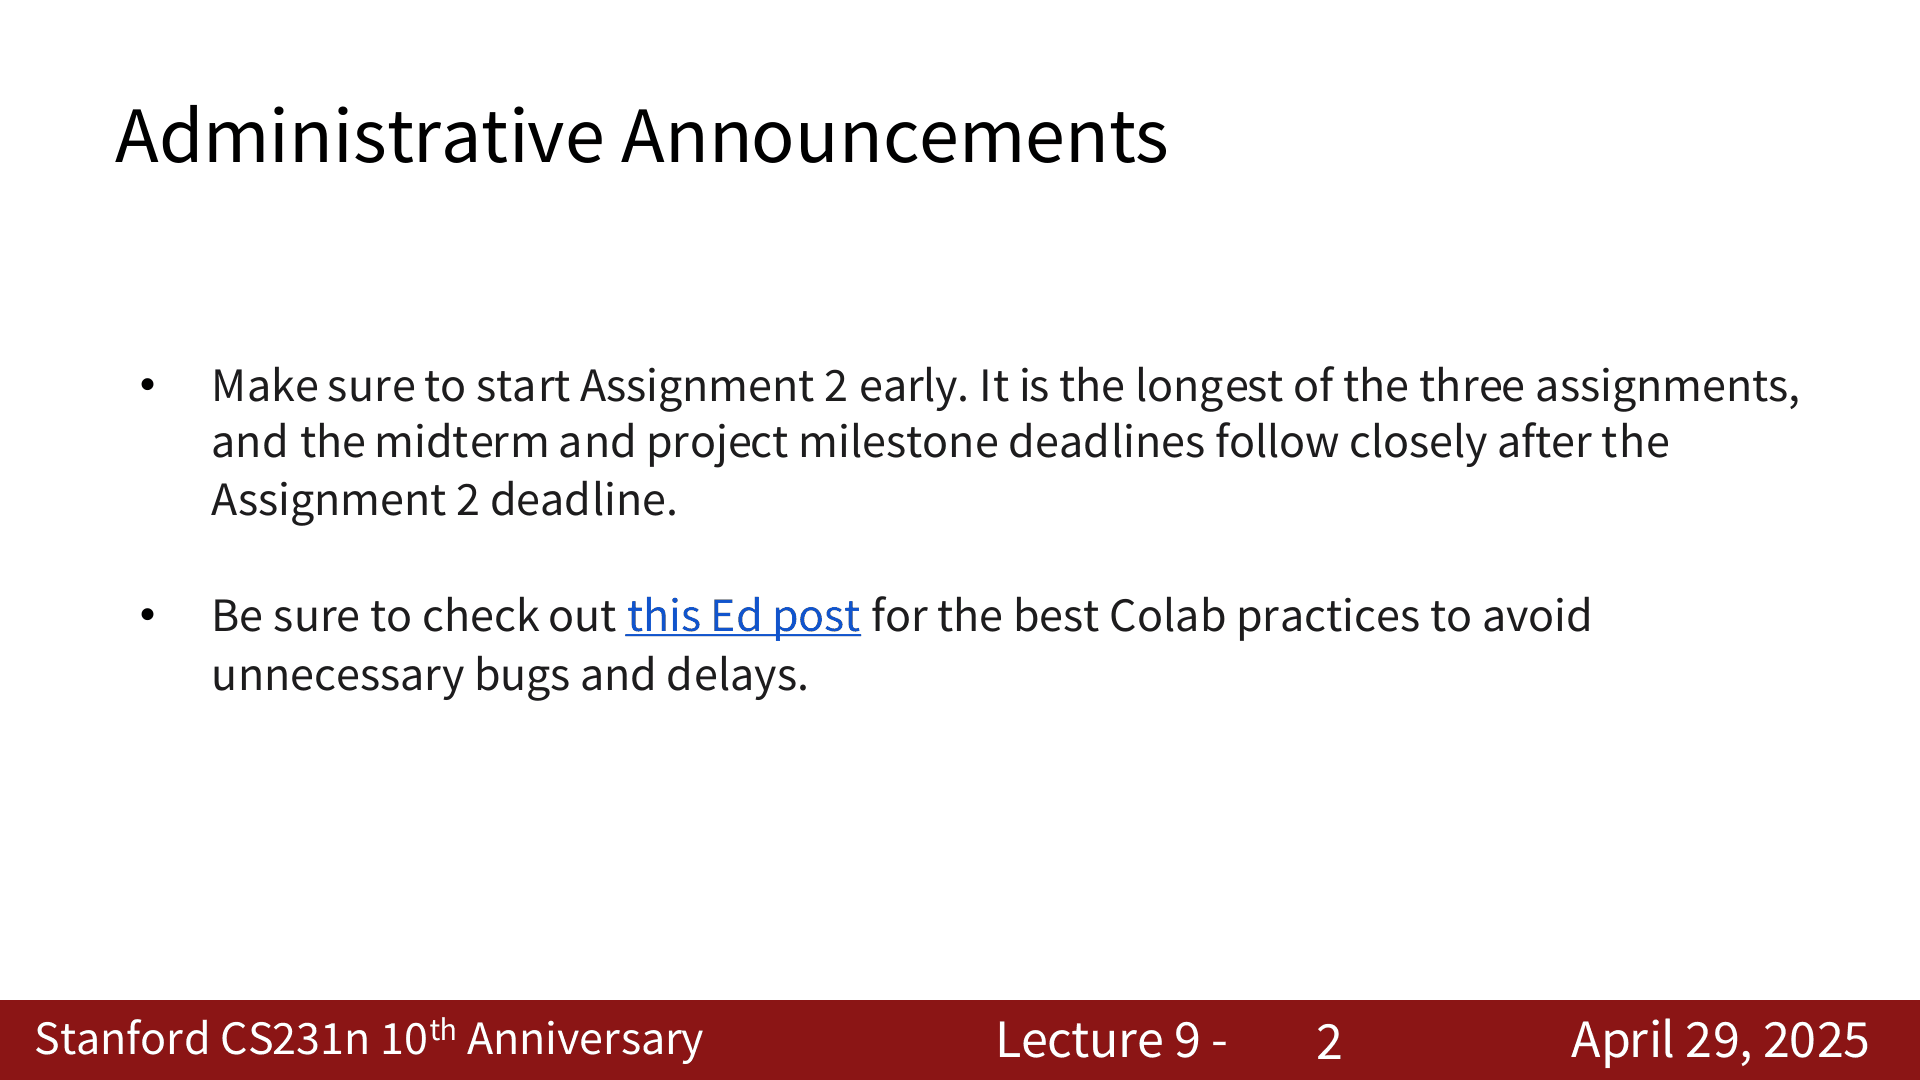 Administrative Announcements
• Make sure to start Assignment 2 early. It is the longest of the three assignments,
and the midterm and project milestone deadlines follow closely after the
Assignment 2 deadline.
• Be sure to check out this Ed post for the best Colab practices to avoid
unnecessary bugs and delays.
Stanford CS231n 10th Anniversary Lecture 9 - 2 April 29, 2025